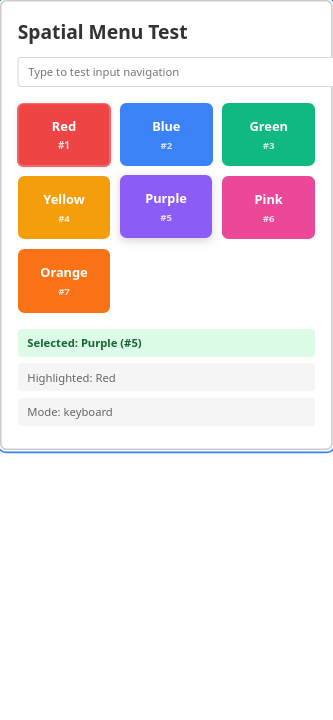 Spatial Menu Test
Type to test input navigation
Red Blue Green
#1 #2 #3
Yellow Purple Pink
#4 #5 #6
Orange
#7
Selected: Purple (#5)
Highlighted: Red
Mode: keyboard